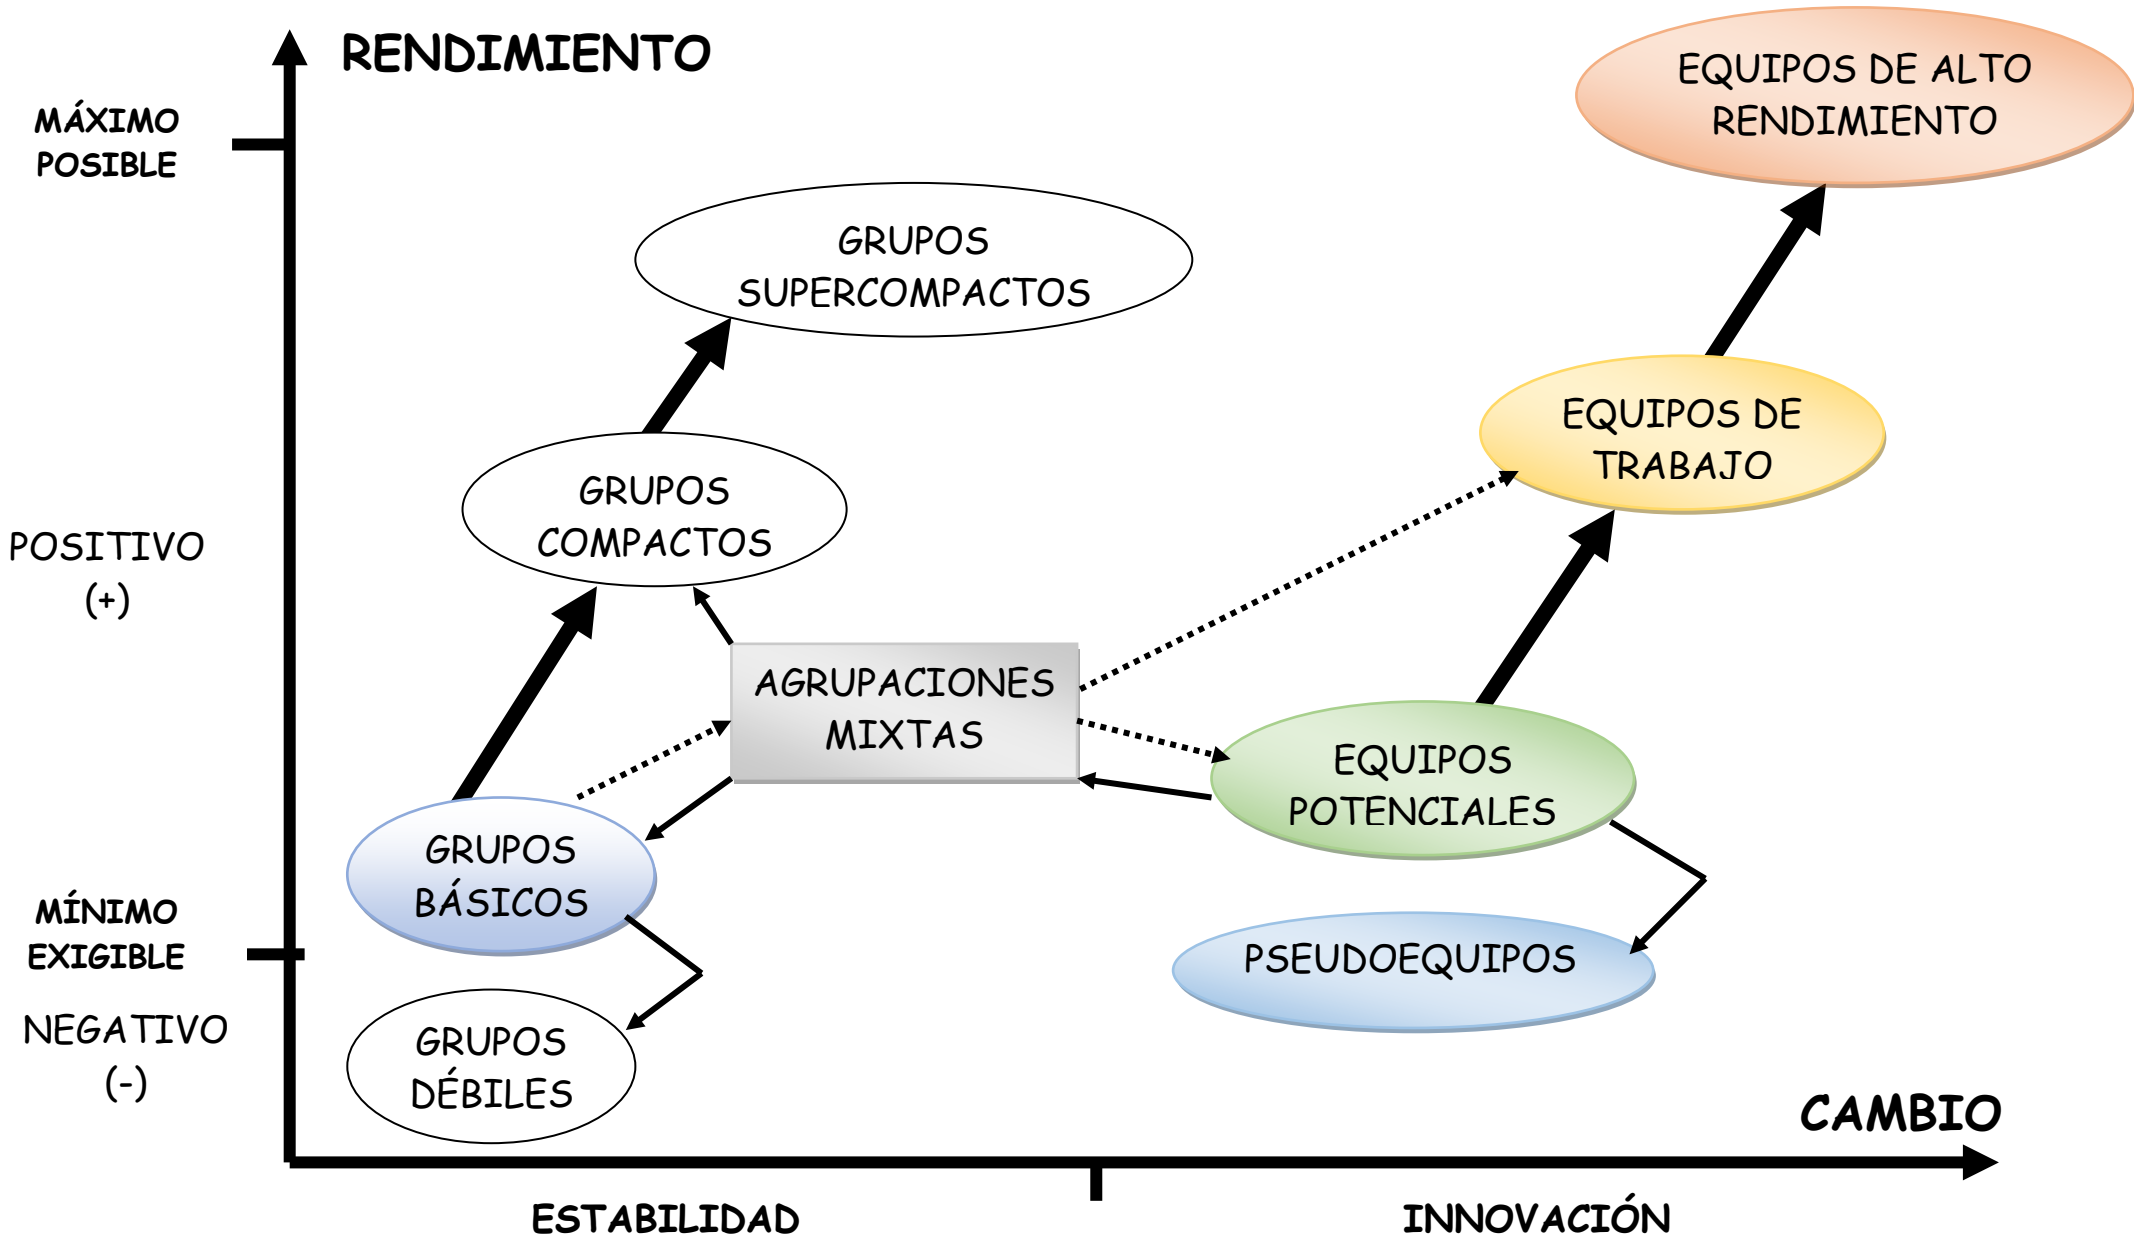 RENDIMIENTO
MÁXIMO
POSIBLE
EQUIPOS DE ALTO
RENDIMIENTO
GRUPOS
SUPERCOMPACTOS
EQUIPOS DE
TRABAJO
GRUPOS
COMPACTOS
POSITIVO
(+)
AGRUPACIONES
MIXTAS
EQUIPOS
POTENCIALES
GRUPOS
BÁSICOS
MÍNIMO
EXIGIBLE
PSEUDOEQUIPOS
NEGATIVO
(-)
GRUPOS
DÉBILES
CAMBIO
ESTABILIDAD
INNOVACIÓN